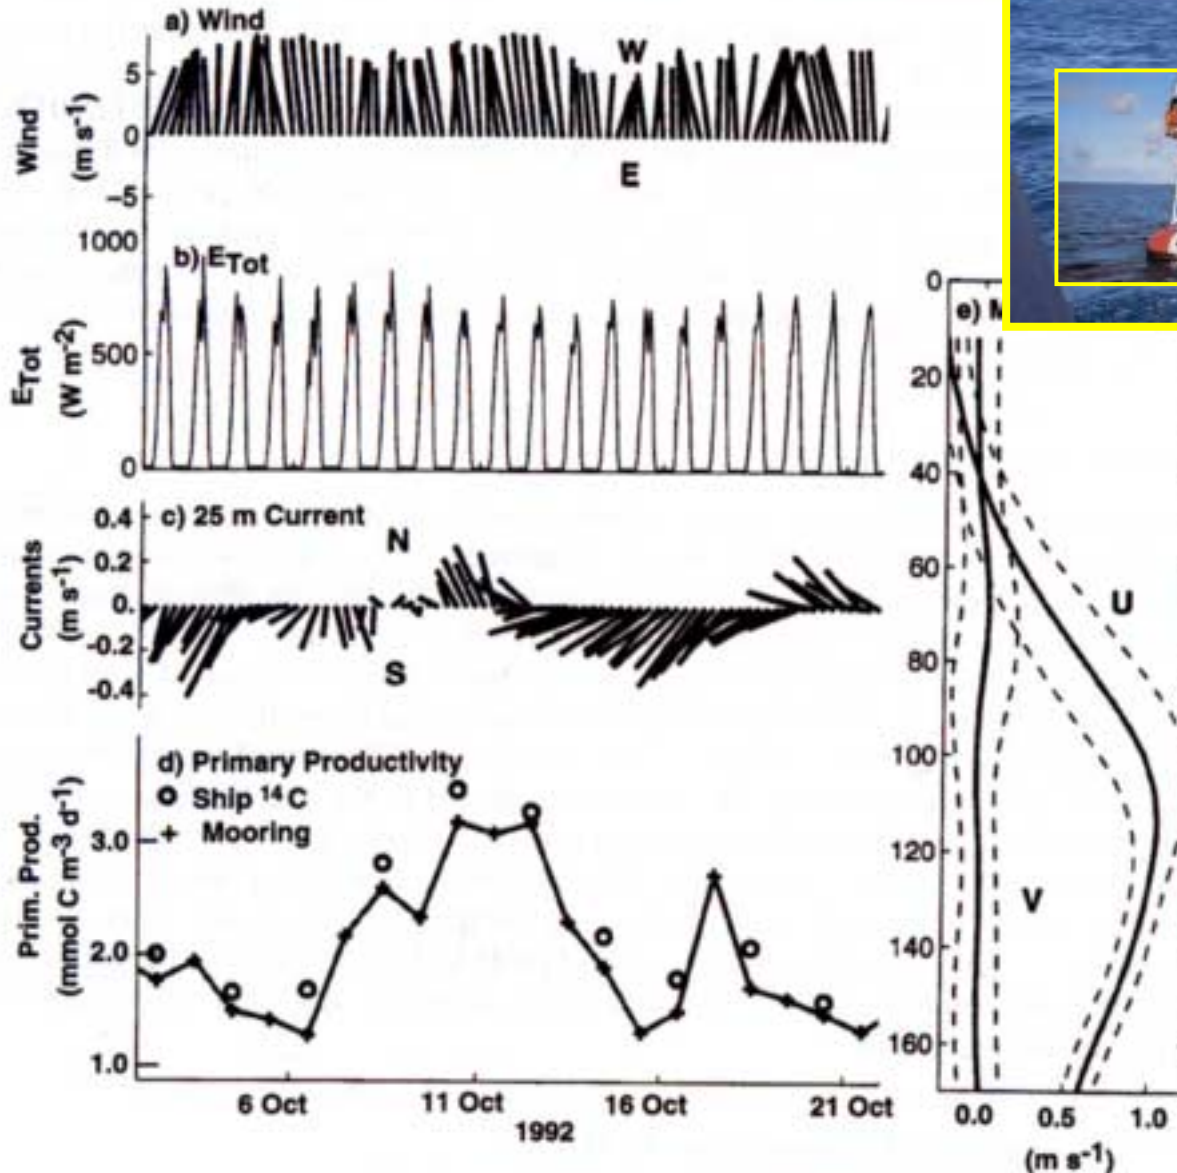 a) Wind
W
E
Wind
(m s⁻¹)
5
0
−5
b) ETot
ETot
(W m⁻²)
1000
500
0
c) 25 m Current
N
S
Currents
(m s⁻¹)
0.4
0.2
0.
-0.2
-0.4
d) Primary Productivity
Ship ¹⁴C
Mooring
Prim. Prod.
(mmol C m⁻³ d⁻¹)
3.0
2.0
1.0
6 Oct 11 Oct 16 Oct 21 Oct
1992
e)
0
20
40
60
80
100
120
140
160
U
V
0.0 0.5 1.0
(m s⁻¹)